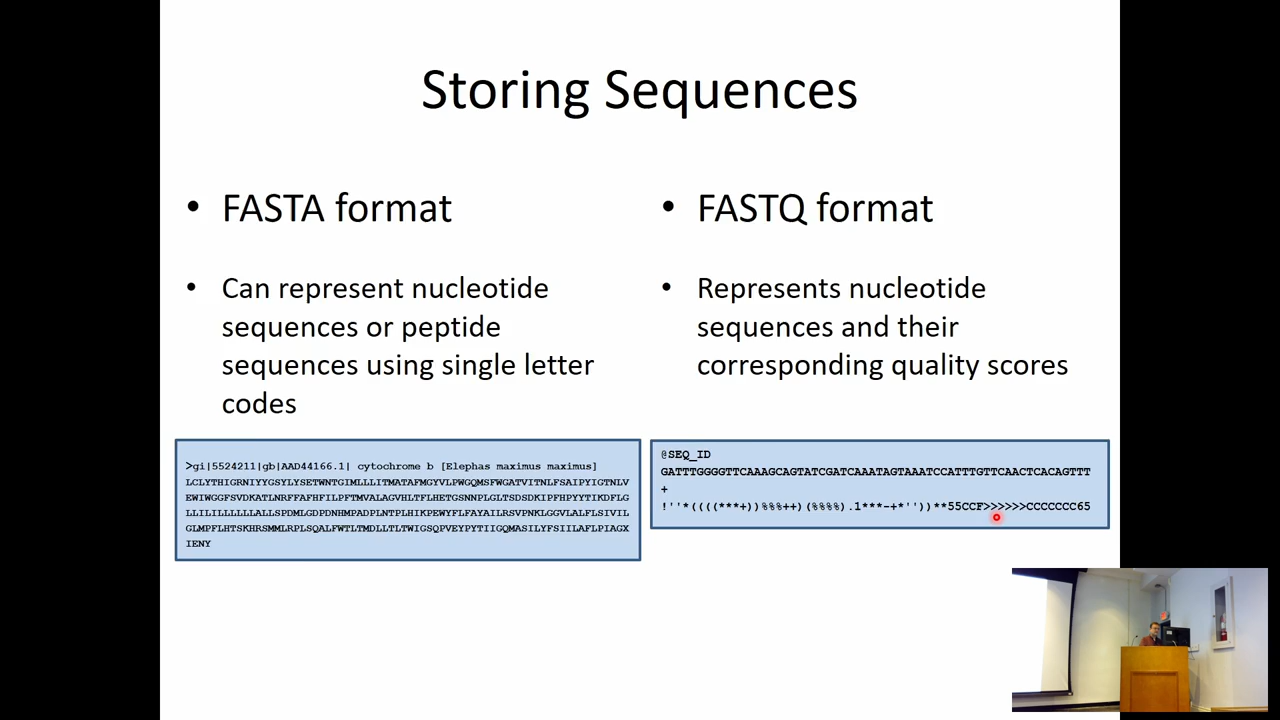 Storing Sequences
• FASTA format
• Can represent nucleotide
sequences or peptide
sequences using single letter
codes
>gi|5524211|gb|AAD44166.1| cytochrome b [Elephas maximus maximus]
LCLYTHIGRNIYYGSYLYSETWNTGIMLLLITMATAFMGYVLPWGQMSFWGATVITNLFSAIPYIGTNLV
EWIWGGFSVDKATLNRFFAFHFILPFTMVALAGVHLTFLHETGSNNPLGLTSDSDKIPFHPYYTIKDFLG
LLILILLLLLLALLSPDMLGDPDNHMPADPLNTPLHIKPEWYFLFAYAILRSVPNKLGGVLALFLSIVIL
GLMPFLHTSKHRSMMLRPLSQALFWTLTMDLLTLTWIGSQPVEYPYTIIGQMASILYFSIILAFLPIAGX
IENY
• FASTQ format
• Represents nucleotide
sequences and their
corresponding quality scores
@SEQ_ID
GATTTGGGGTTCAAAGCAGTATCGATCAAATAGTAAATCCATTTGTTCAACTCACAGTTT
+
!''*((((***+))%%%++)(%%%%).1***-+*''))**55CCF>>>>>>CCCCCCC65